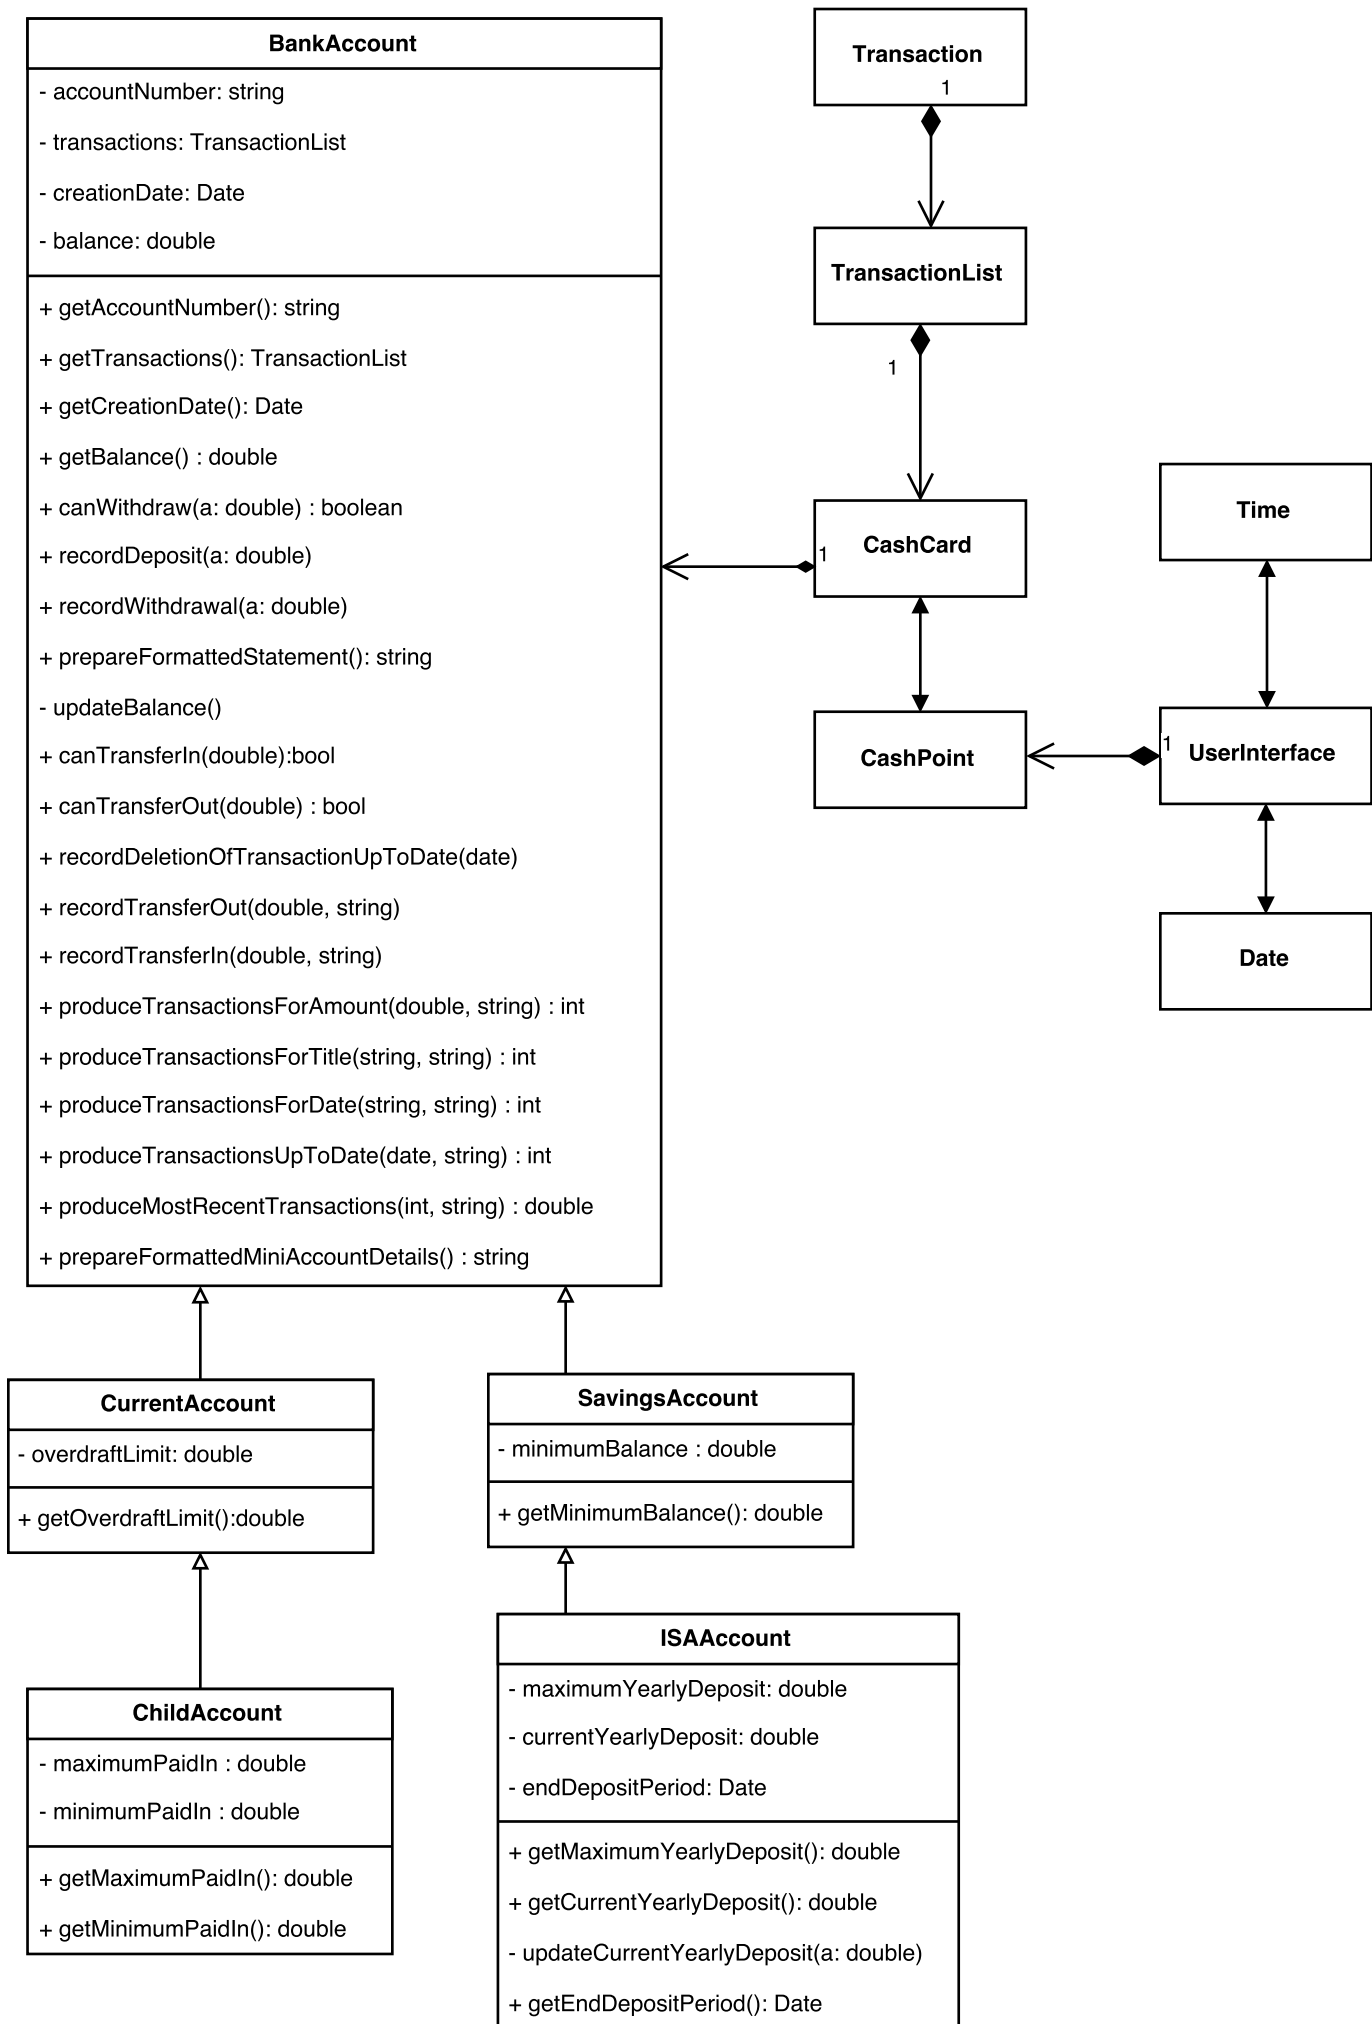 BankAccount
- accountNumber: string
- transactions: TransactionList
- creationDate: Date
- balance: double
+ getAccountNumber(): string
+ getTransactions(): TransactionList
+ getCreationDate(): Date
+ getBalance() : double
+ canWithdraw(a: double) : boolean
+ recordDeposit(a: double)
+ recordWithdrawal(a: double)
+ prepareFormattedStatement(): string
- updateBalance()
+ canTransferIn(double):bool
+ canTransferOut(double) : bool
+ recordDeletionOfTransactionUpToDate(date)
+ recordTransferOut(double, string)
+ recordTransferIn(double, string)
+ produceTransactionsForAmount(double, string) : int
+ produceTransactionsForTitle(string, string) : int
+ produceTransactionsForDate(string, string) : int
+ produceTransactionsUpToDate(date, string) : int
+ produceMostRecentTransactions(int, string) : double
+ prepareFormattedMiniAccountDetails() : string
Transaction
1
TransactionList
1
CashCard
1
CashPoint
Time
1
UserInterface
Date
CurrentAccount
- overdraftLimit: double
+ getOverdraftLimit():double
SavingsAccount
- minimumBalance : double
+ getMinimumBalance(): double
ChildAccount
- maximumPaidIn : double
- minimumPaidIn : double
+ getMaximumPaidIn(): double
+ getMinimumPaidIn(): double
ISAAccount
- maximumYearlyDeposit: double
- currentYearlyDeposit: double
- endDepositPeriod: Date
+ getMaximumYearlyDeposit(): double
+ getCurrentYearlyDeposit(): double
- updateCurrentYearlyDeposit(a: double)
+ getEndDepositPeriod(): Date